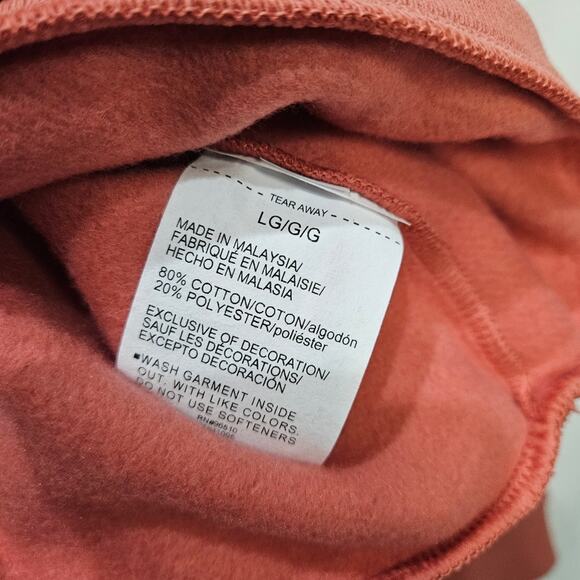 TEAR AWAY
LG/G/G
MADE IN MALAYSIA/
FABRIQUÉ EN MALAISIE/
HECHO EN MALASIA
80% COTTON/COTON/algodón
20% POLYESTER/poliéster
EXCLUSIVE OF DECORATION/
SAUF LES DÉCORATIONS/
EXCEPTO DECORACIÓN
■WASH GARMENT INSIDE
OUT. WITH LIKE COLORS.
DO NOT USE SOFTENERS
RN#96510